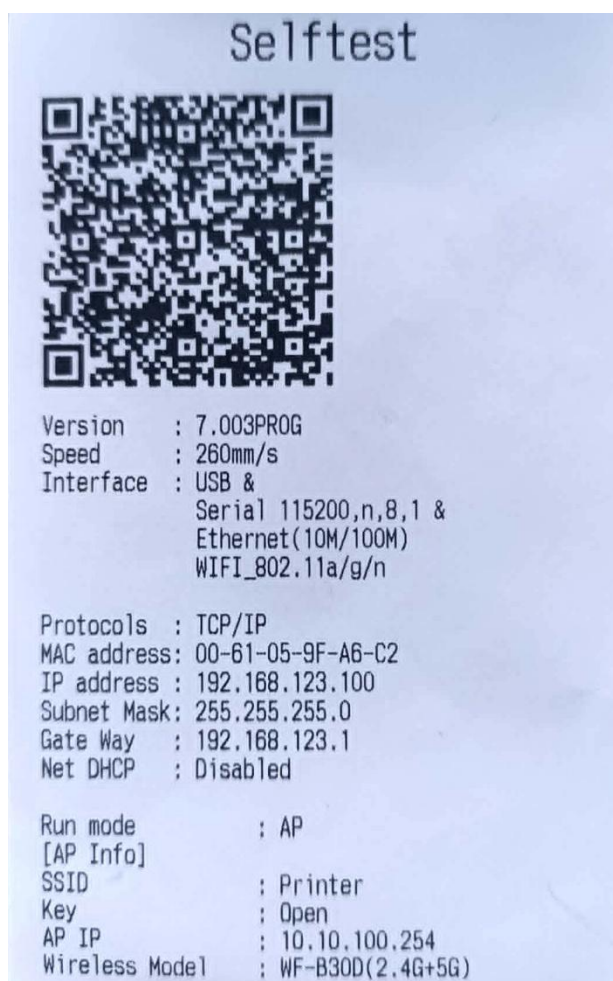 Selftest
Version : 7.003PROG
Speed : 260mm/s
Interface : USB &
Serial 115200,n,8,1 &
Ethernet(10M/100M)
WIFI_802.11a/g/n
Protocols : TCP/IP
MAC address: 00-61-05-9F-A6-C2
IP address : 192.168.123.100
Subnet Mask: 255.255.255.0
Gate Way : 192.168.123.1
Net DHCP : Disabled
Run mode : AP
[AP Info]
SSID : Printer
Key : Open
AP IP : 10.10.100.254
Wireless Model : WF-B30D(2.4G+5G)